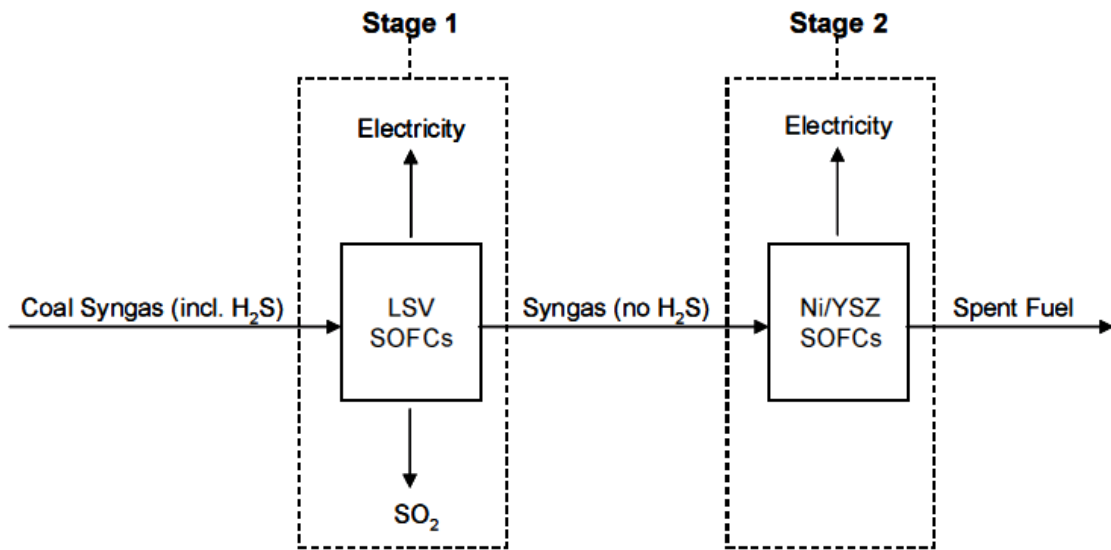 Stage 1
Stage 2
Electricity
Electricity
Coal Syngas (incl. H₂S)
LSV
SOFCs
Syngas (no H₂S)
Ni/YSZ
SOFCs
Spent Fuel
SO₂